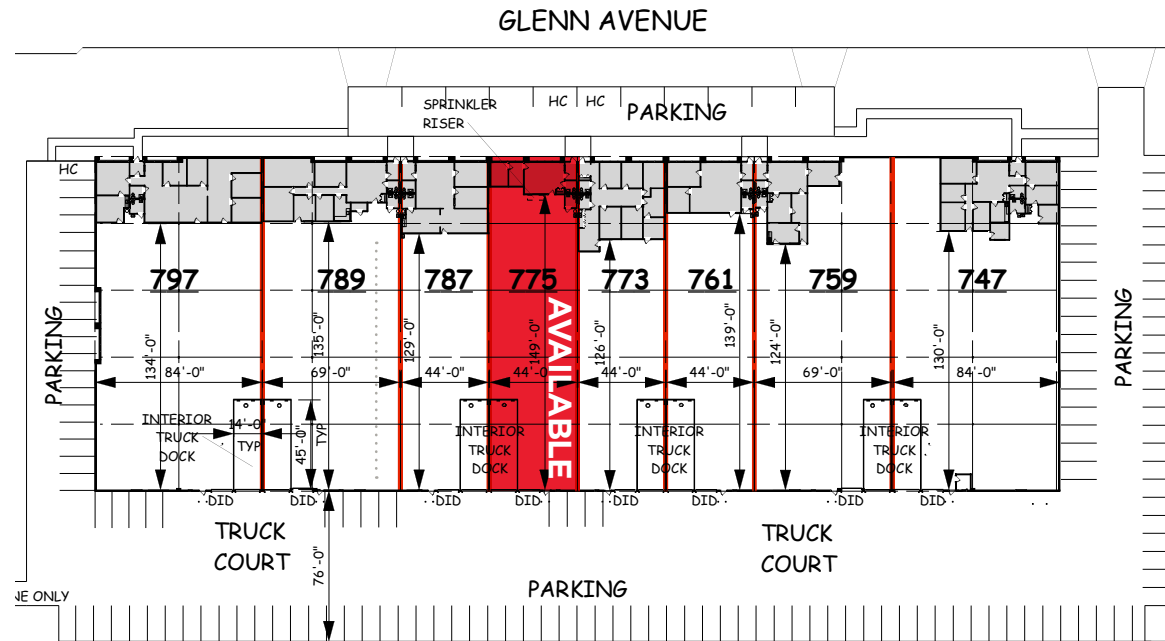 GLENN AVENUE
SPRINKLER
RISER
HC HC
PARKING
HC
797
789
787
775
773
761
759
747
AVAILABLE
134'-0"
135'-0"
129'-0"
149'-0"
126'-0"
139'-0"
124'-0"
130'-0"
84'-0"
69'-0"
44'-0"
44'-0"
44'-0"
44'-0"
69'-0"
84'-0"
PARKING
PARKING
INTERIOR
TRUCK
DOCK
14'-0"
TYP
45'-0"
TYP
INTERIOR
TRUCK
DOCK
INTERIOR
TRUCK
DOCK
INTERIOR
TRUCK
DOCK
DID
DID
DID
DID
DID
DID
DID
DID
TRUCK
COURT
TRUCK
COURT
76'-0"
PARKING
NE ONLY